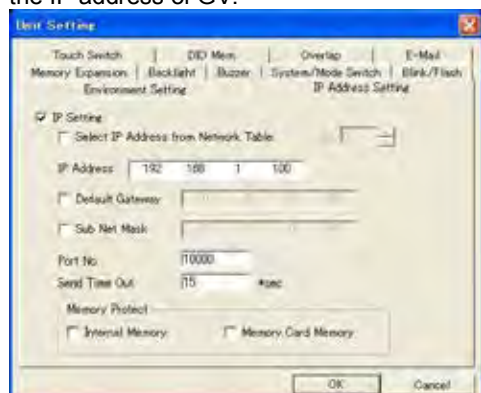 the IP address of GV.
Unit Setting
Touch Switch DIO Mem. Overlap E-Mail
Memory Expansion Backlight Buzzer System/Mode Switch Blink/Flash
Environment Setting IP Address Setting
IP Setting
Select IP Address from Network Table
IP Address 192 168 1 100
Default Gateway
Sub Net Mask
Port No. 10000
Send Time Out 15 *sec
Memory Protect
Internal Memory Memory Card Memory
OK Cancel